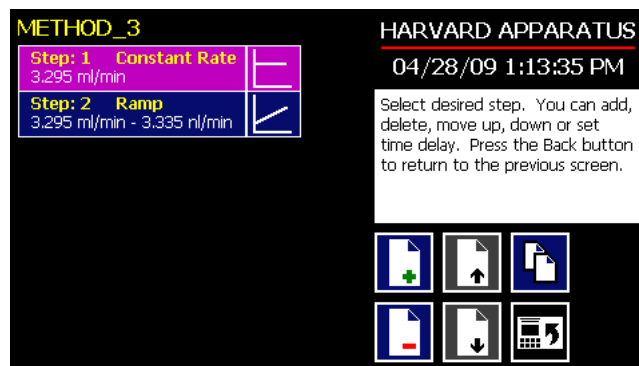 METHOD_3
Step: 1 Constant Rate
3.295 ml/min
Step: 2 Ramp
3.295 ml/min - 3.335 nl/min
HARVARD APPARATUS
04/28/09 1:13:35 PM
Select desired step. You can add,
delete, move up, down or set
time delay. Press the Back button
to return to the previous screen.